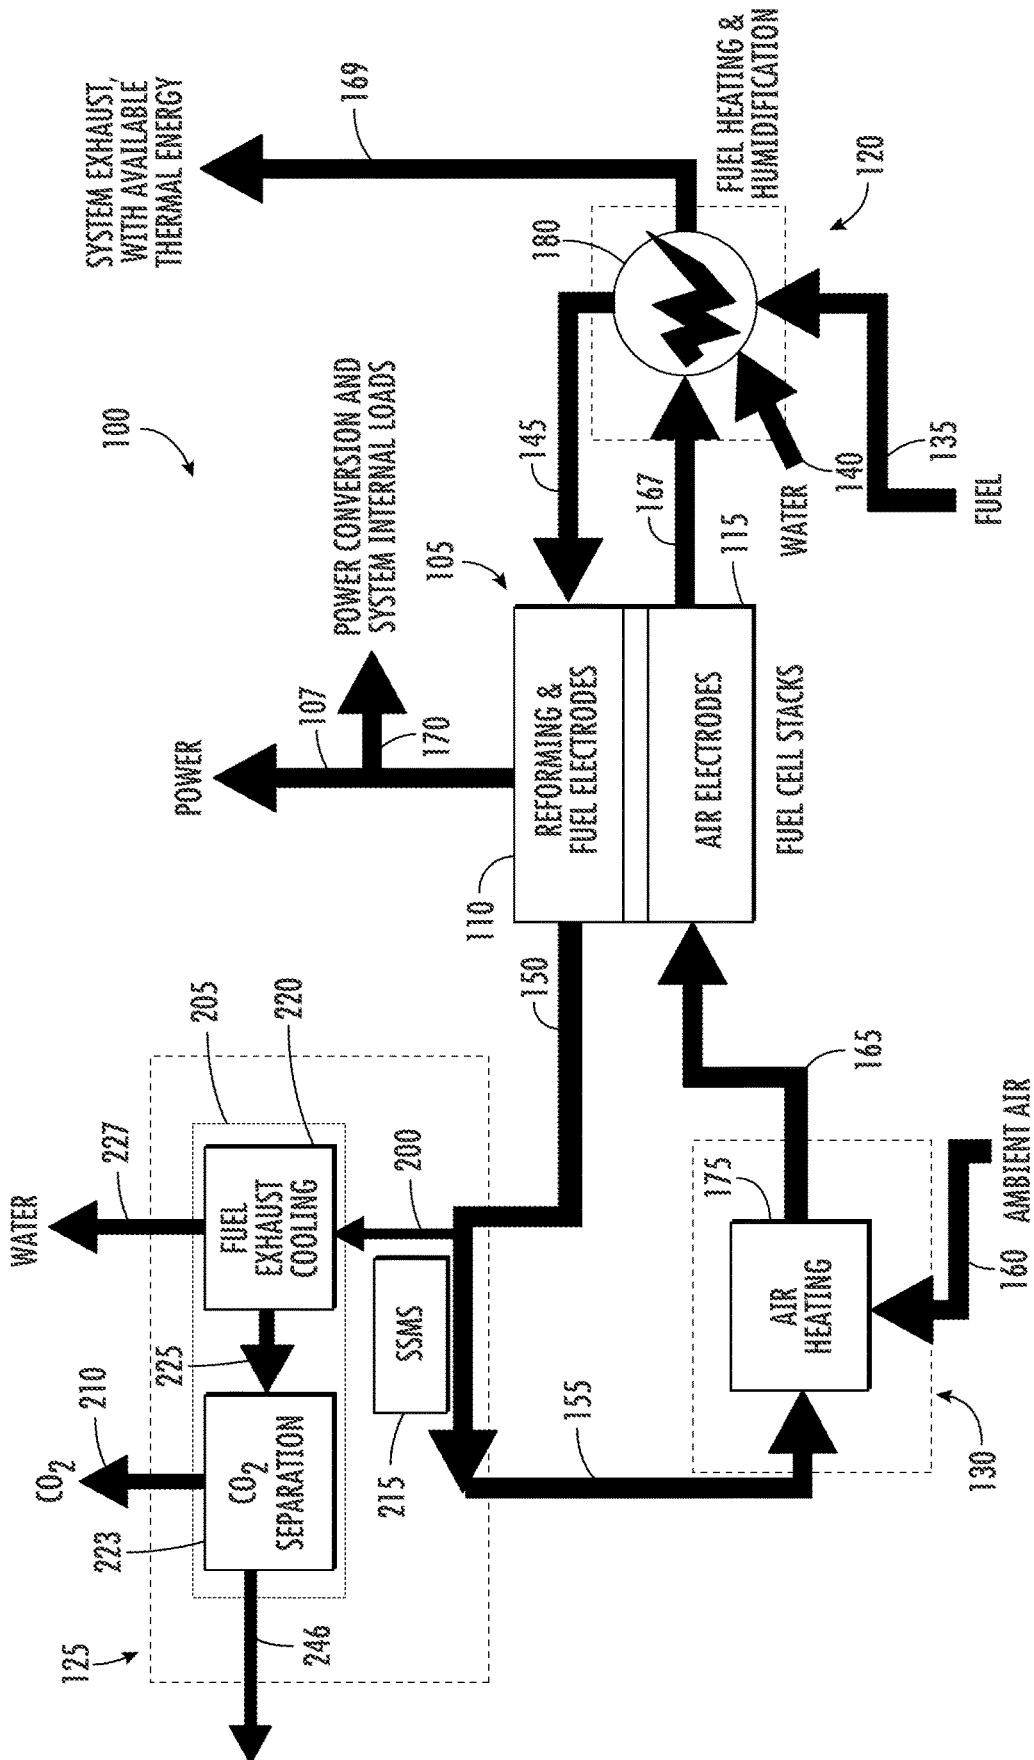 SYSTEM EXHAUST,
WITH AVAILABLE
THERMAL ENERGY
169
FUEL HEATING &
HUMIDIFICATION
120
180
100
POWER CONVERSION AND
SYSTEM INTERNAL LOADS
145
140
WATER
135
FUEL
167
115
105
POWER
107
170
REFORMING &
FUEL ELECTRODES
AIR ELECTRODES
FUEL CELL STACKS
110
150
165
205
220
WATER
227
FUEL
EXHAUST
COOLING
200
225
SSMS
215
CO2
210
CO2
SEPARATION
223
125
246
155
175
AIR
HEATING
160
AMBIENT AIR
130